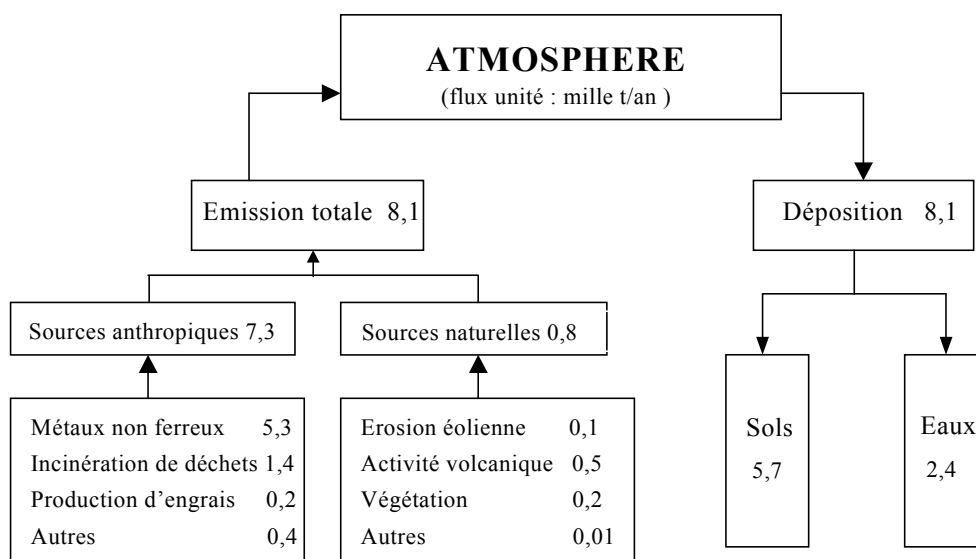 ATMOSPHERE
(flux unité : mille t/an )
Emission totale 8,1
Déposition 8,1
Sources anthropiques 7,3
Sources naturelles 0,8
Métaux non ferreux 5,3
Incinération de déchets 1,4
Production d’engrais 0,2
Autres 0,4
Erosion éolienne 0,1
Activité volcanique 0,5
Végétation 0,2
Autres 0,01
Sols
5,7
Eaux
2,4